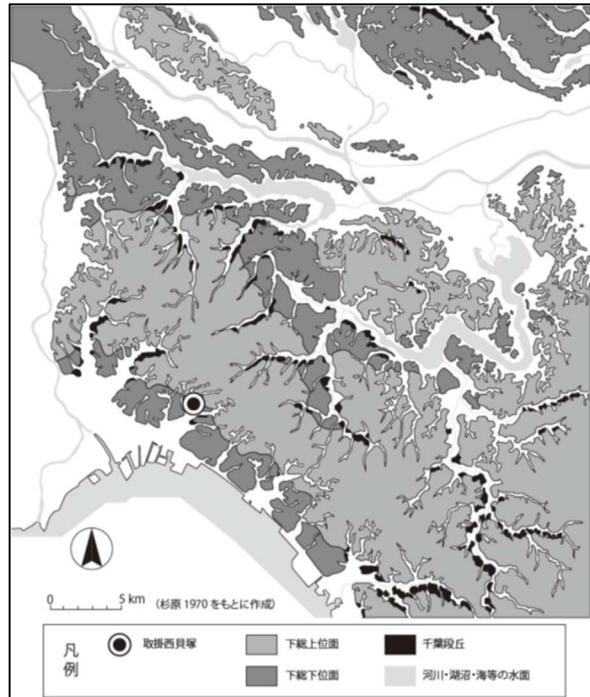 0 5 km (杉原 1970 をもとに作成)
凡例
取掛西貝塚
下総上位面
千葉段丘
下総下位面
河川・湖沼・海等の水面